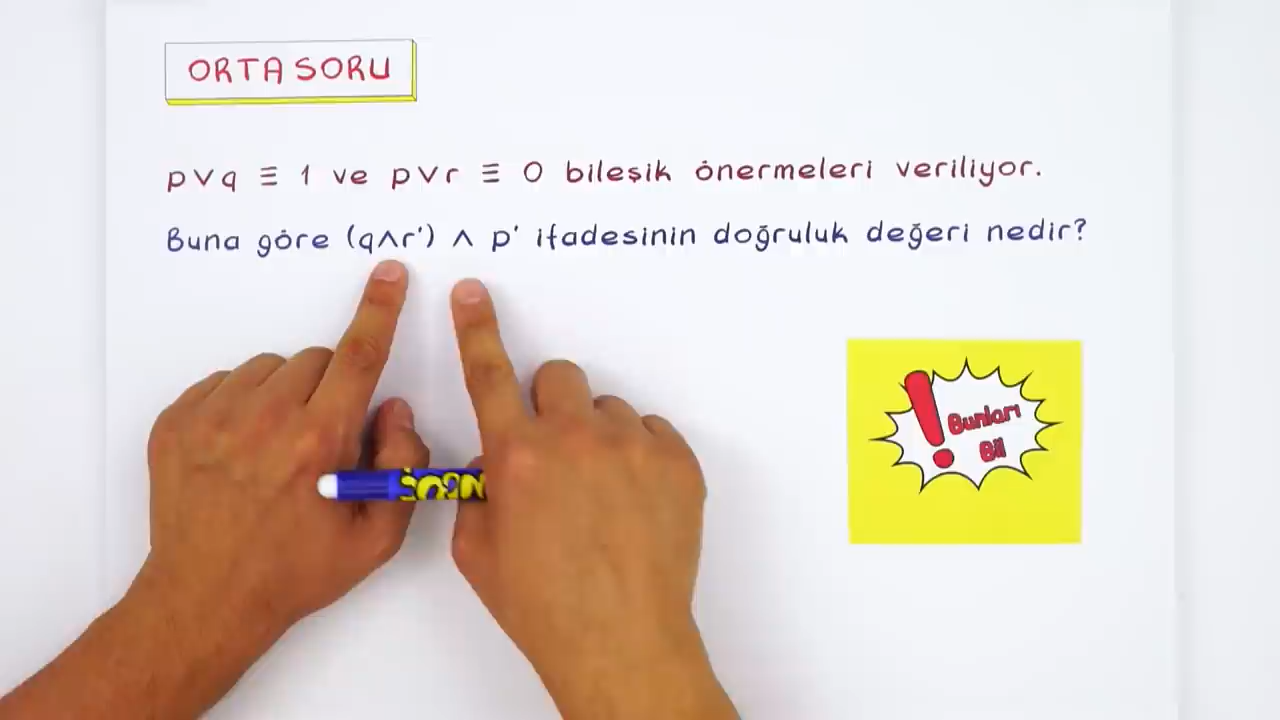 ORTA SORU
p∨q ≡ 1 ve p∨r ≡ 0 bileşik önermeleri veriliyor.
Buna göre (q∧r') ∧ p' ifadesinin doğruluk değeri nedir?
Bunları
Bil